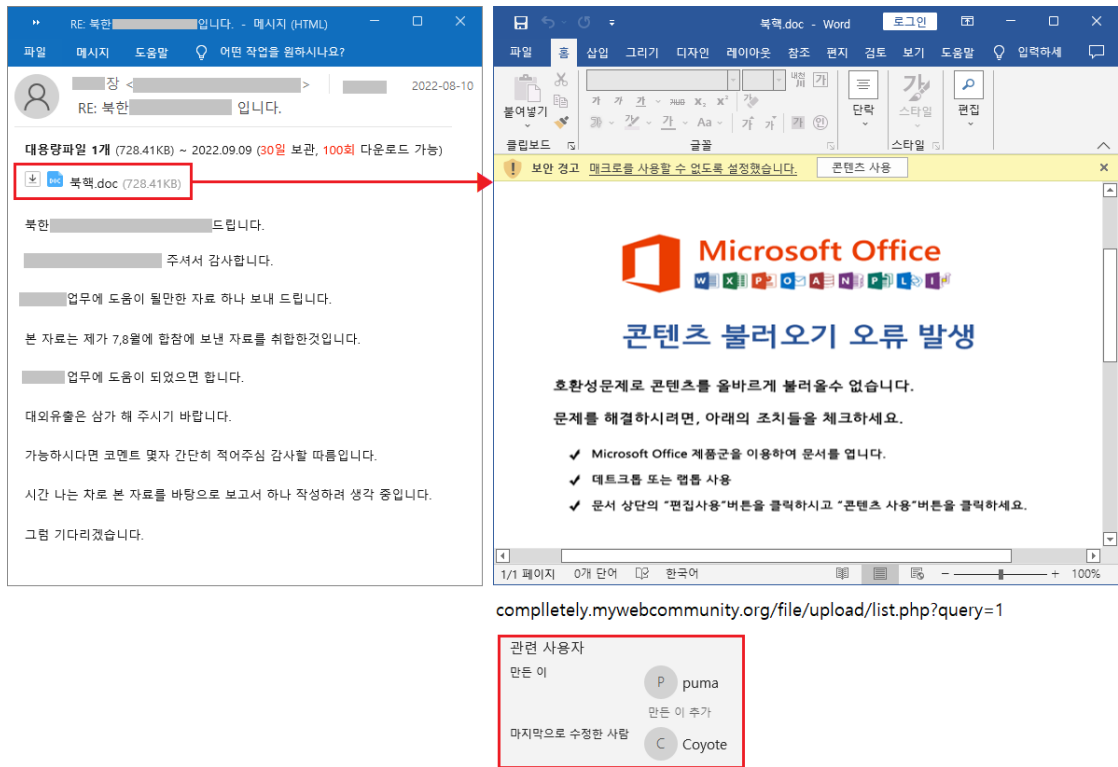 RE: 북한 입니다. - 메시지 (HTML)
파일 메시지 도움말 어떤 작업을 원하시나요?
장 < > 2022-08-10
RE: 북한 입니다.
대용량파일 1개 (728.41KB) ~ 2022.09.09 (30일 보관, 100회 다운로드 가능)
DOC 북핵.doc (728.41KB)
북한 드립니다.
주셔서 감사합니다.
업무에 도움이 될만한 자료 하나 보내 드립니다.
본 자료는 제가 7,8월에 합참에 보낸 자료를 취합한것입니다.
업무에 도움이 되었으면 합니다.
대외유출은 삼가 해 주시기 바랍니다.
가능하시다면 코멘트 몇자 간단히 적어주심 감사할 따름입니다.
시간 나는 차로 본 자료를 바탕으로 보고서 하나 작성하려 생각 중입니다.
그럼 기다리겠습니다.
북핵.doc - Word 로그인
파일 홈 삽입 그리기 디자인 레이아웃 참조 편지 검토 보기 도움말 입력하세
붙여넣기 가 가 가 X₂ X² 내천 川 가 단락 스타일 편집
가 가 Aa 가 가 가
클립보드 글꼴 스타일
보안 경고 매크로를 사용할 수 없도록 설정했습니다. 콘텐츠 사용
Microsoft Office
W X P O A N P L I
콘텐츠 불러오기 오류 발생
호환성문제로 콘텐츠를 올바르게 불러올수 없습니다.
문제를 해결하시려면, 아래의 조치들을 체크하세요.
✓ Microsoft Office 제품군을 이용하여 문서를 엽니다.
✓ 데트크톱 또는 랩톱 사용
✓ 문서 상단의 "편집사용"버튼을 클릭하시고 "콘텐츠 사용"버튼을 클릭하세요.
1/1 페이지 0개 단어 한국어 100%
complletely.mywebcommunity.org/file/upload/list.php?query=1
관련 사용자
만든 이
P puma
만든 이 추가
마지막으로 수정한 사람
C Coyote